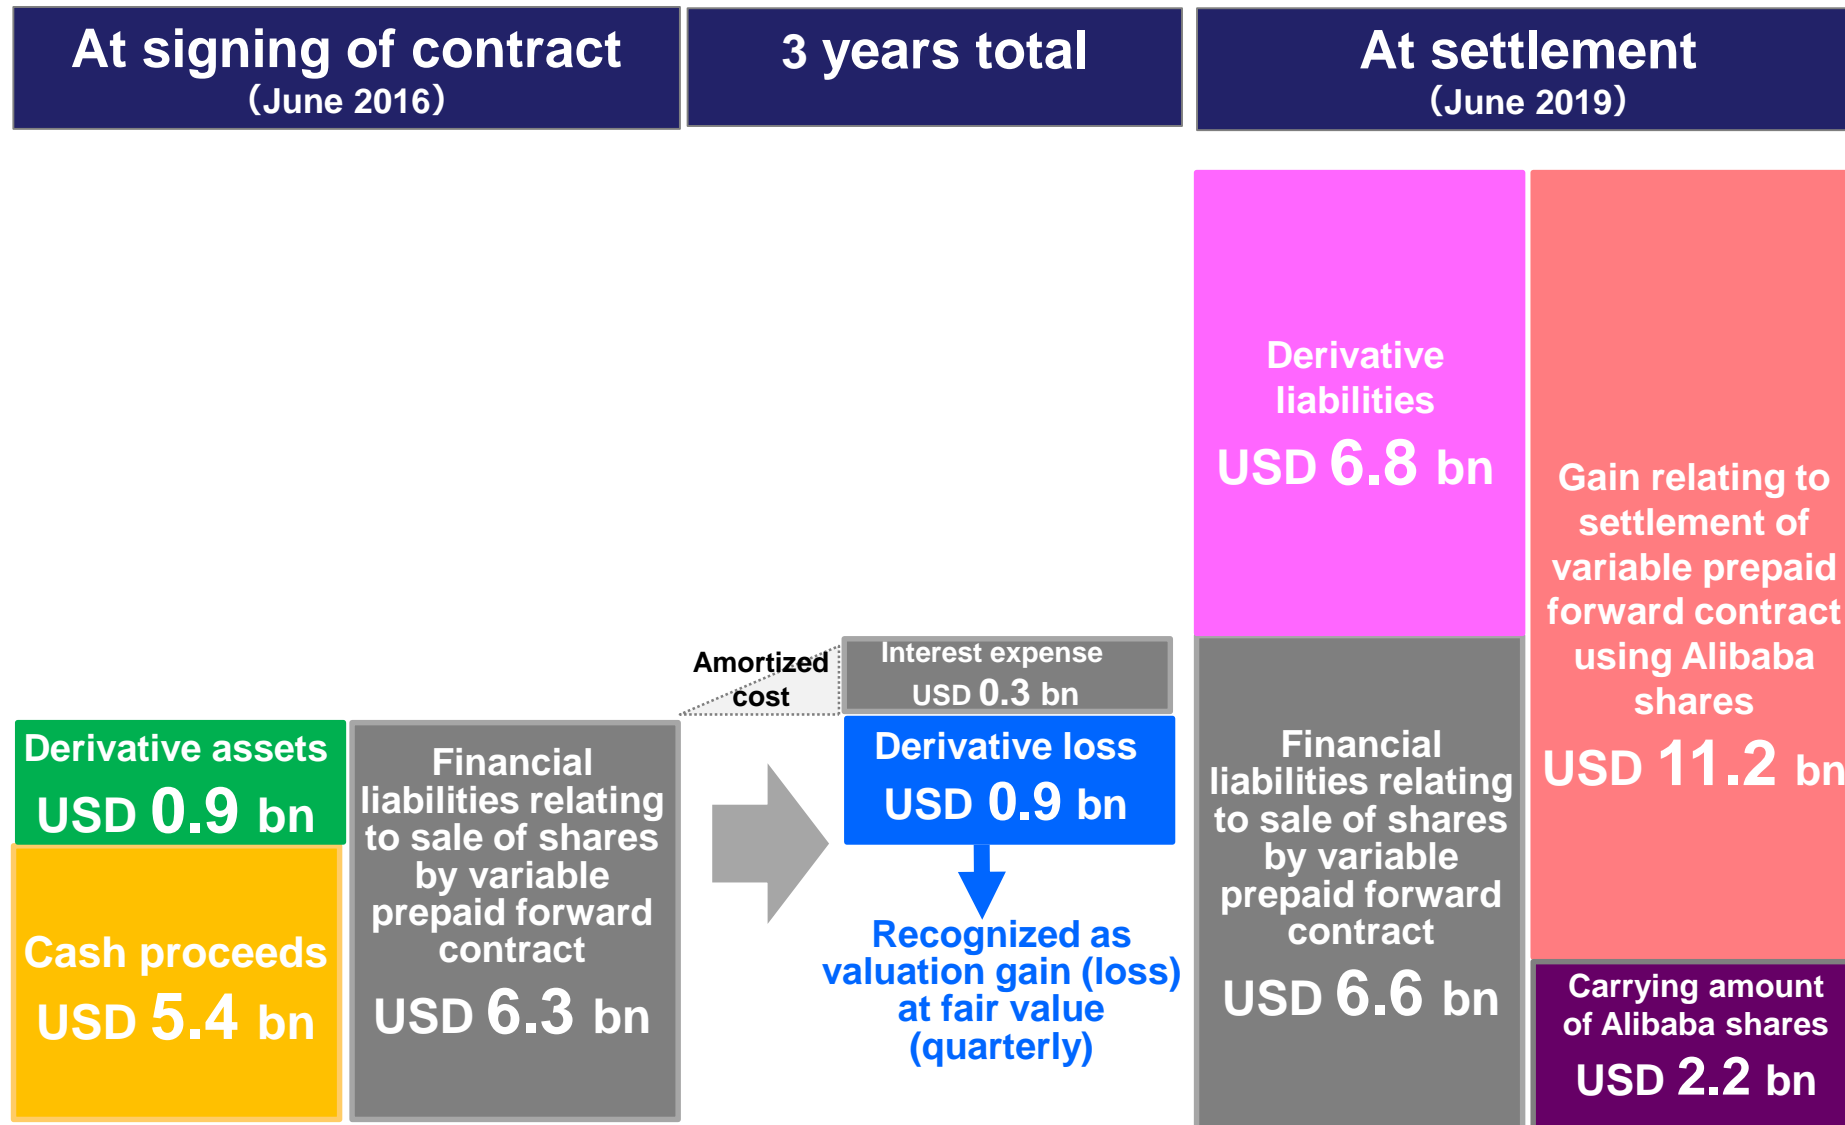 At signing of contract
（June 2016）
3 years total
At settlement
（June 2019）
Derivative assets
USD 0.9 bn
Cash proceeds
USD 5.4 bn
Financial
liabilities relating
to sale of shares
by variable
prepaid forward
contract
USD 6.3 bn
Amortized
cost
Interest expense
USD 0.3 bn
Derivative loss
USD 0.9 bn
Recognized as
valuation gain (loss)
at fair value
(quarterly)
Derivative
liabilities
USD 6.8 bn
Financial
liabilities relating
to sale of shares
by variable
prepaid forward
contract
USD 6.6 bn
Gain relating to
settlement of
variable prepaid
forward contract
using Alibaba
shares
USD 11.2 bn
Carrying amount
of Alibaba shares
USD 2.2 bn